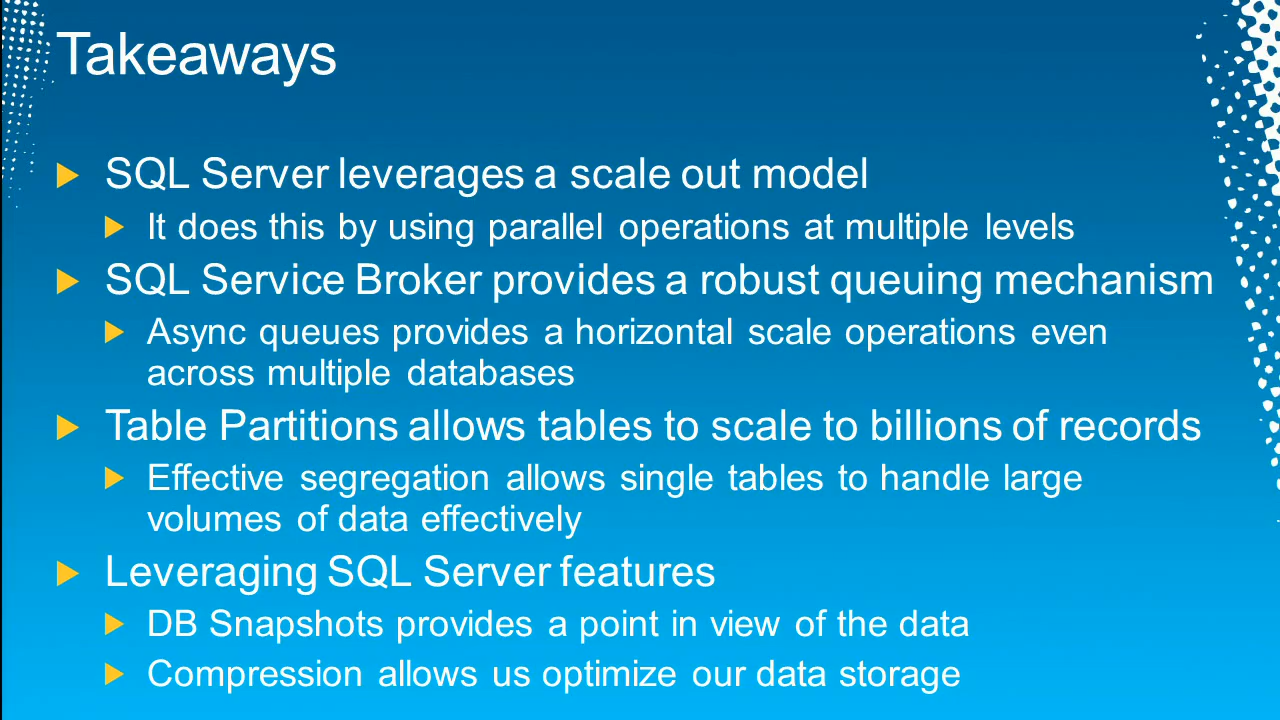 Takeaways
SQL Server leverages a scale out model
It does this by using parallel operations at multiple levels
SQL Service Broker provides a robust queuing mechanism
Async queues provides a horizontal scale operations even
across multiple databases
Table Partitions allows tables to scale to billions of records
Effective segregation allows single tables to handle large
volumes of data effectively
Leveraging SQL Server features
DB Snapshots provides a point in view of the data
Compression allows us optimize our data storage